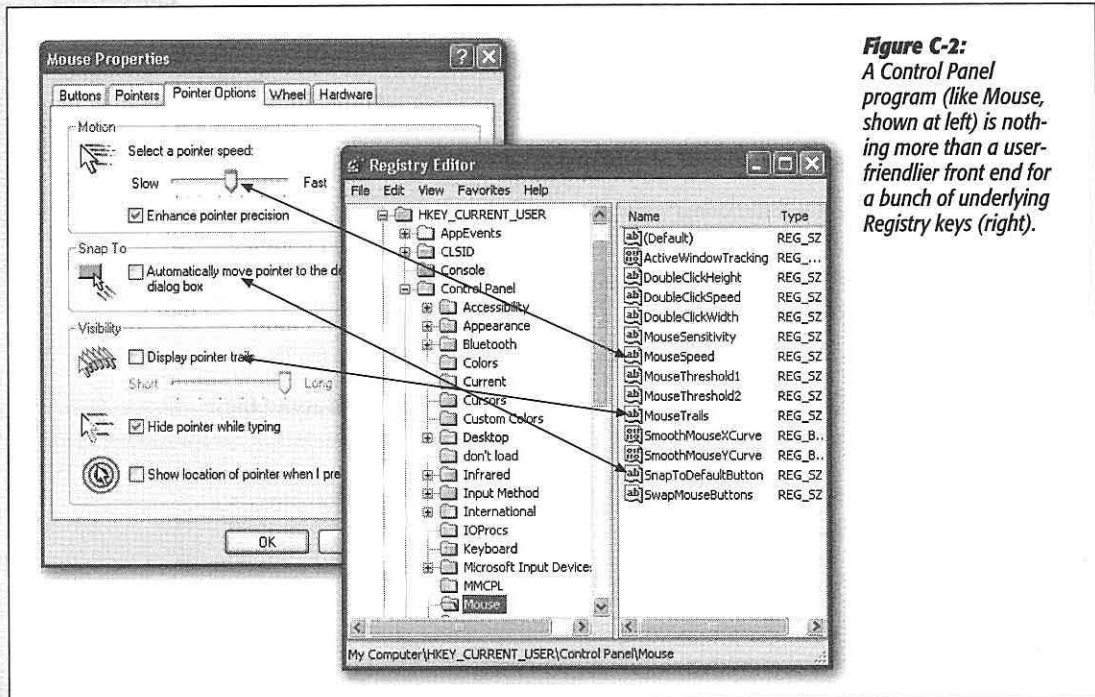 Mouse Properties
Buttons Pointers Pointer Options Wheel Hardware
Motion
Select a pointer speed:
Slow Fast
Enhance pointer precision
Snap To
Automatically move pointer to the
dialog box
Visibility
Display pointer trails
Short Long
Hide pointer while typing
Show location of pointer when I
OK
Registry Editor
File Edit View Favorites Help
HKEY_CURRENT_USER
AppEvents
CLSID
Console
Control Panel
Accessibility
Appearance
Bluetooth
Colors
Current
Cursors
Custom Colors
Desktop
don't load
Infrared
Input Method
International
IOProcs
Keyboard
Microsoft Input Device:
MMCPL
Mouse
Name Type
(Default) REG_SZ
ActiveWindowTracking REG_...
DoubleClickHeight REG_SZ
DoubleClickSpeed REG_SZ
DoubleClickWidth REG_SZ
MouseSensitivity REG_SZ
MouseSpeed REG_SZ
MouseThreshold1 REG_SZ
MouseThreshold2 REG_SZ
MouseTrails REG_SZ
SmoothMouseXCurve REG_B..
SmoothMouseYCurve REG_B..
SnapToDefaultButton REG_SZ
SwapMouseButtons REG_SZ
My Computer\HKEY_CURRENT_USER\Control Panel\Mouse
Figure C-2:
A Control Panel
program (like Mouse,
shown at left) is noth-
ing more than a user-
friendlier front end for
a bunch of underlying
Registry keys (right).